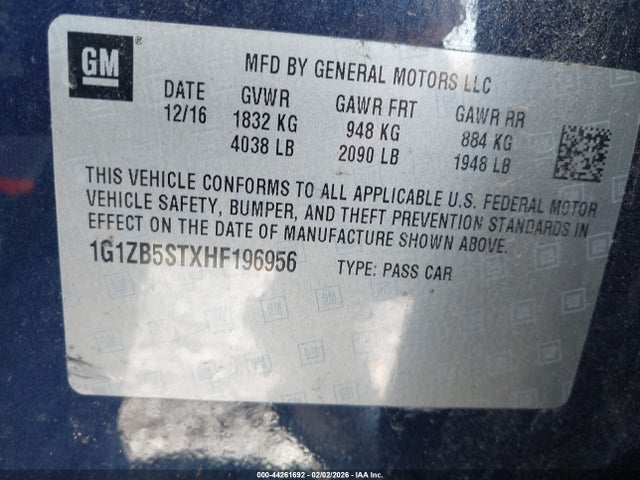 GM
MFD BY GENERAL MOTORS LLC
DATE GVWR GAWR FRT GAWR RR
12/16 1832 KG 948 KG 884 KG
4038 LB 2090 LB 1948 LB
THIS VEHICLE CONFORMS TO ALL APPLICABLE U.S. FEDERAL MOTOR
VEHICLE SAFETY, BUMPER, AND THEFT PREVENTION STANDARDS IN
EFFECT ON THE DATE OF MANUFACTURE SHOWN ABOVE.
1G1ZB5STXHF196956 TYPE: PASS CAR
000-44261692 - 02/02/2026 - IAA Inc.